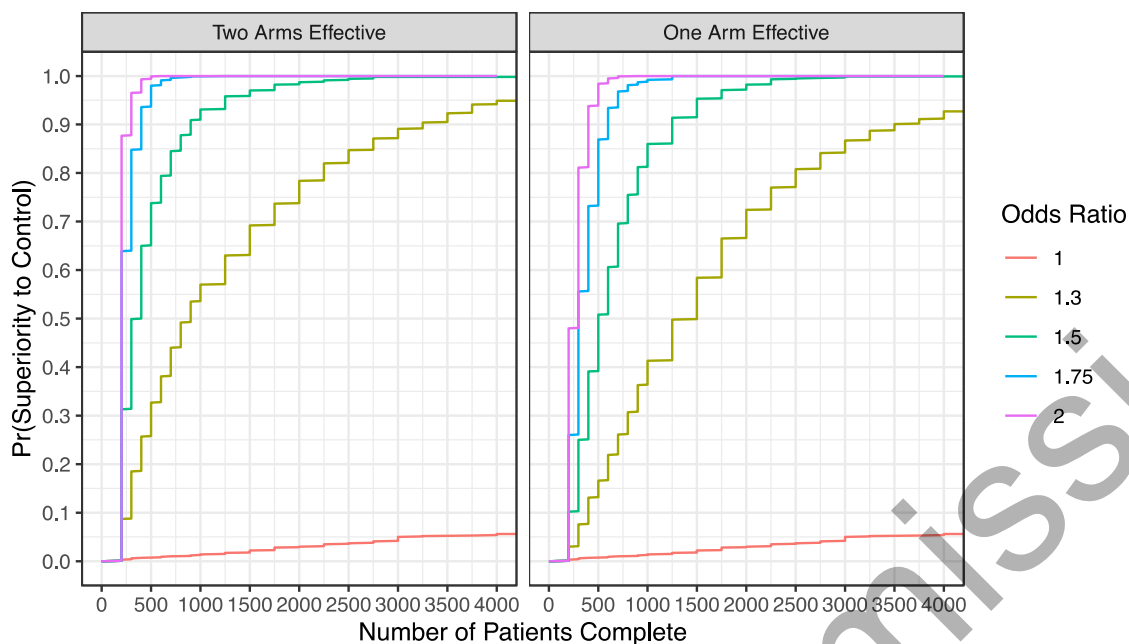 Two Arms Effective
One Arm Effective
Pr(Superiority to Control)
1.0
0.9
0.8
0.7
0.6
0.5
0.4
0.3
0.2
0.1
0.0
0 500 1000 1500 2000 2500 3000 3500 4000
0 500 1000 1500 2000 2500 3000 3500 4000
Number of Patients Complete
Odds Ratio
1
1.3
1.5
1.75
2
missi